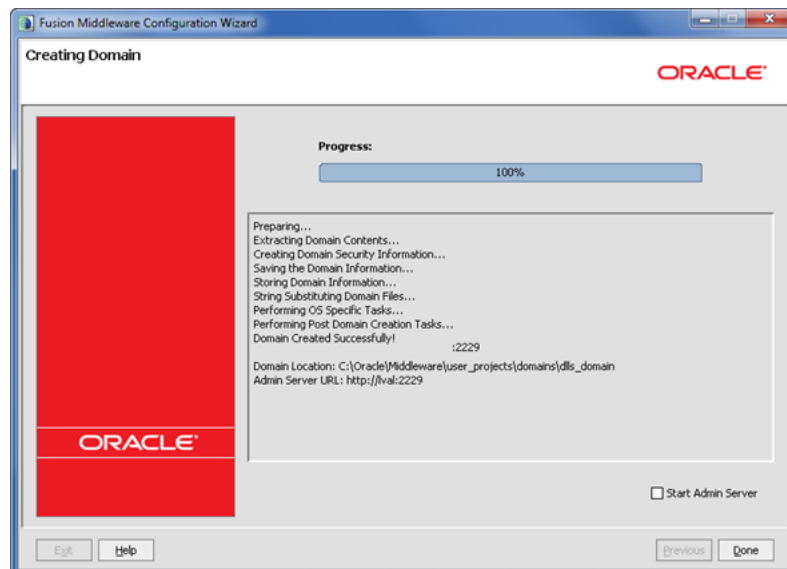 Fusion Middleware Configuration Wizard
Creating Domain
ORACLE
Progress:
100%
Preparing...
Extracting Domain Contents...
Creating Domain Security Information...
Saving the Domain Information...
Storing Domain Information...
String Substituting Domain Files...
Performing OS Specific Tasks...
Performing Post Domain Creation Tasks...
Domain Created Successfully!
:2229
Domain Location: C:\Oracle\Middleware\user_projects\domains\dlls_domain
Admin Server URL: http://lval:2229
ORACLE
Start Admin Server
Exit Help Previous Done